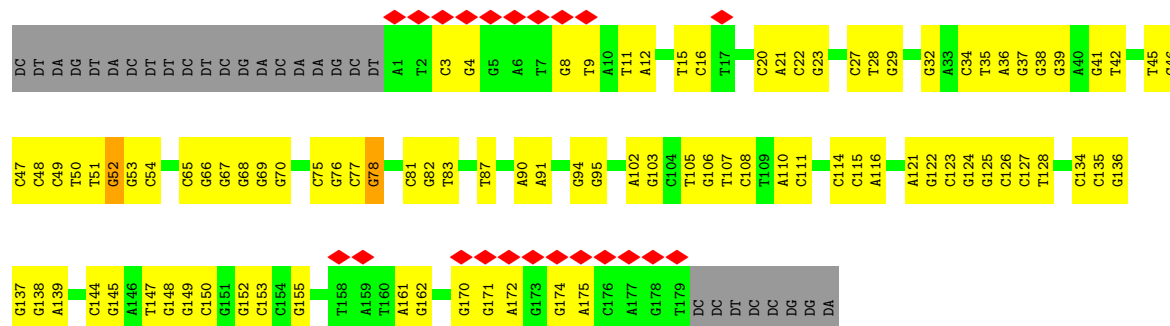 DC DT DA DG DT DA DC DT DT DC DT DC DG DA DC DA DA DG DC DT A1 T2 C3 G4 G5 A6 T7 G8 T9 A10 T11 A12 T15 C16 T17 C20 A21 C22 G23 C27 T28 G29 G32 A33 C34 T35 A36 G37 G38 G39 A40 G41 T42 T45 G46
C47 C48 C49 T50 T51 G52 G53 C54 C65 G66 G67 G68 G69 G70 C75 G76 C77 G78 C81 G82 T83 T87 A90 A91 G94 G95 A102 G103 C104 T105 G106 T107 C108 T109 A110 C111 C114 C115 A116 A121 G122 C123 G124 G125 C126 C127 T128 C134 C135 G136
G137 G138 A139 C144 G145 A146 T147 G148 G149 C150 G151 G152 C153 C154 G155 T158 A159 T160 A161 G162 G170 G171 A172 G173 G174 A175 C176 A177 G178 T179 DC DC DT DC DC DG DG DA